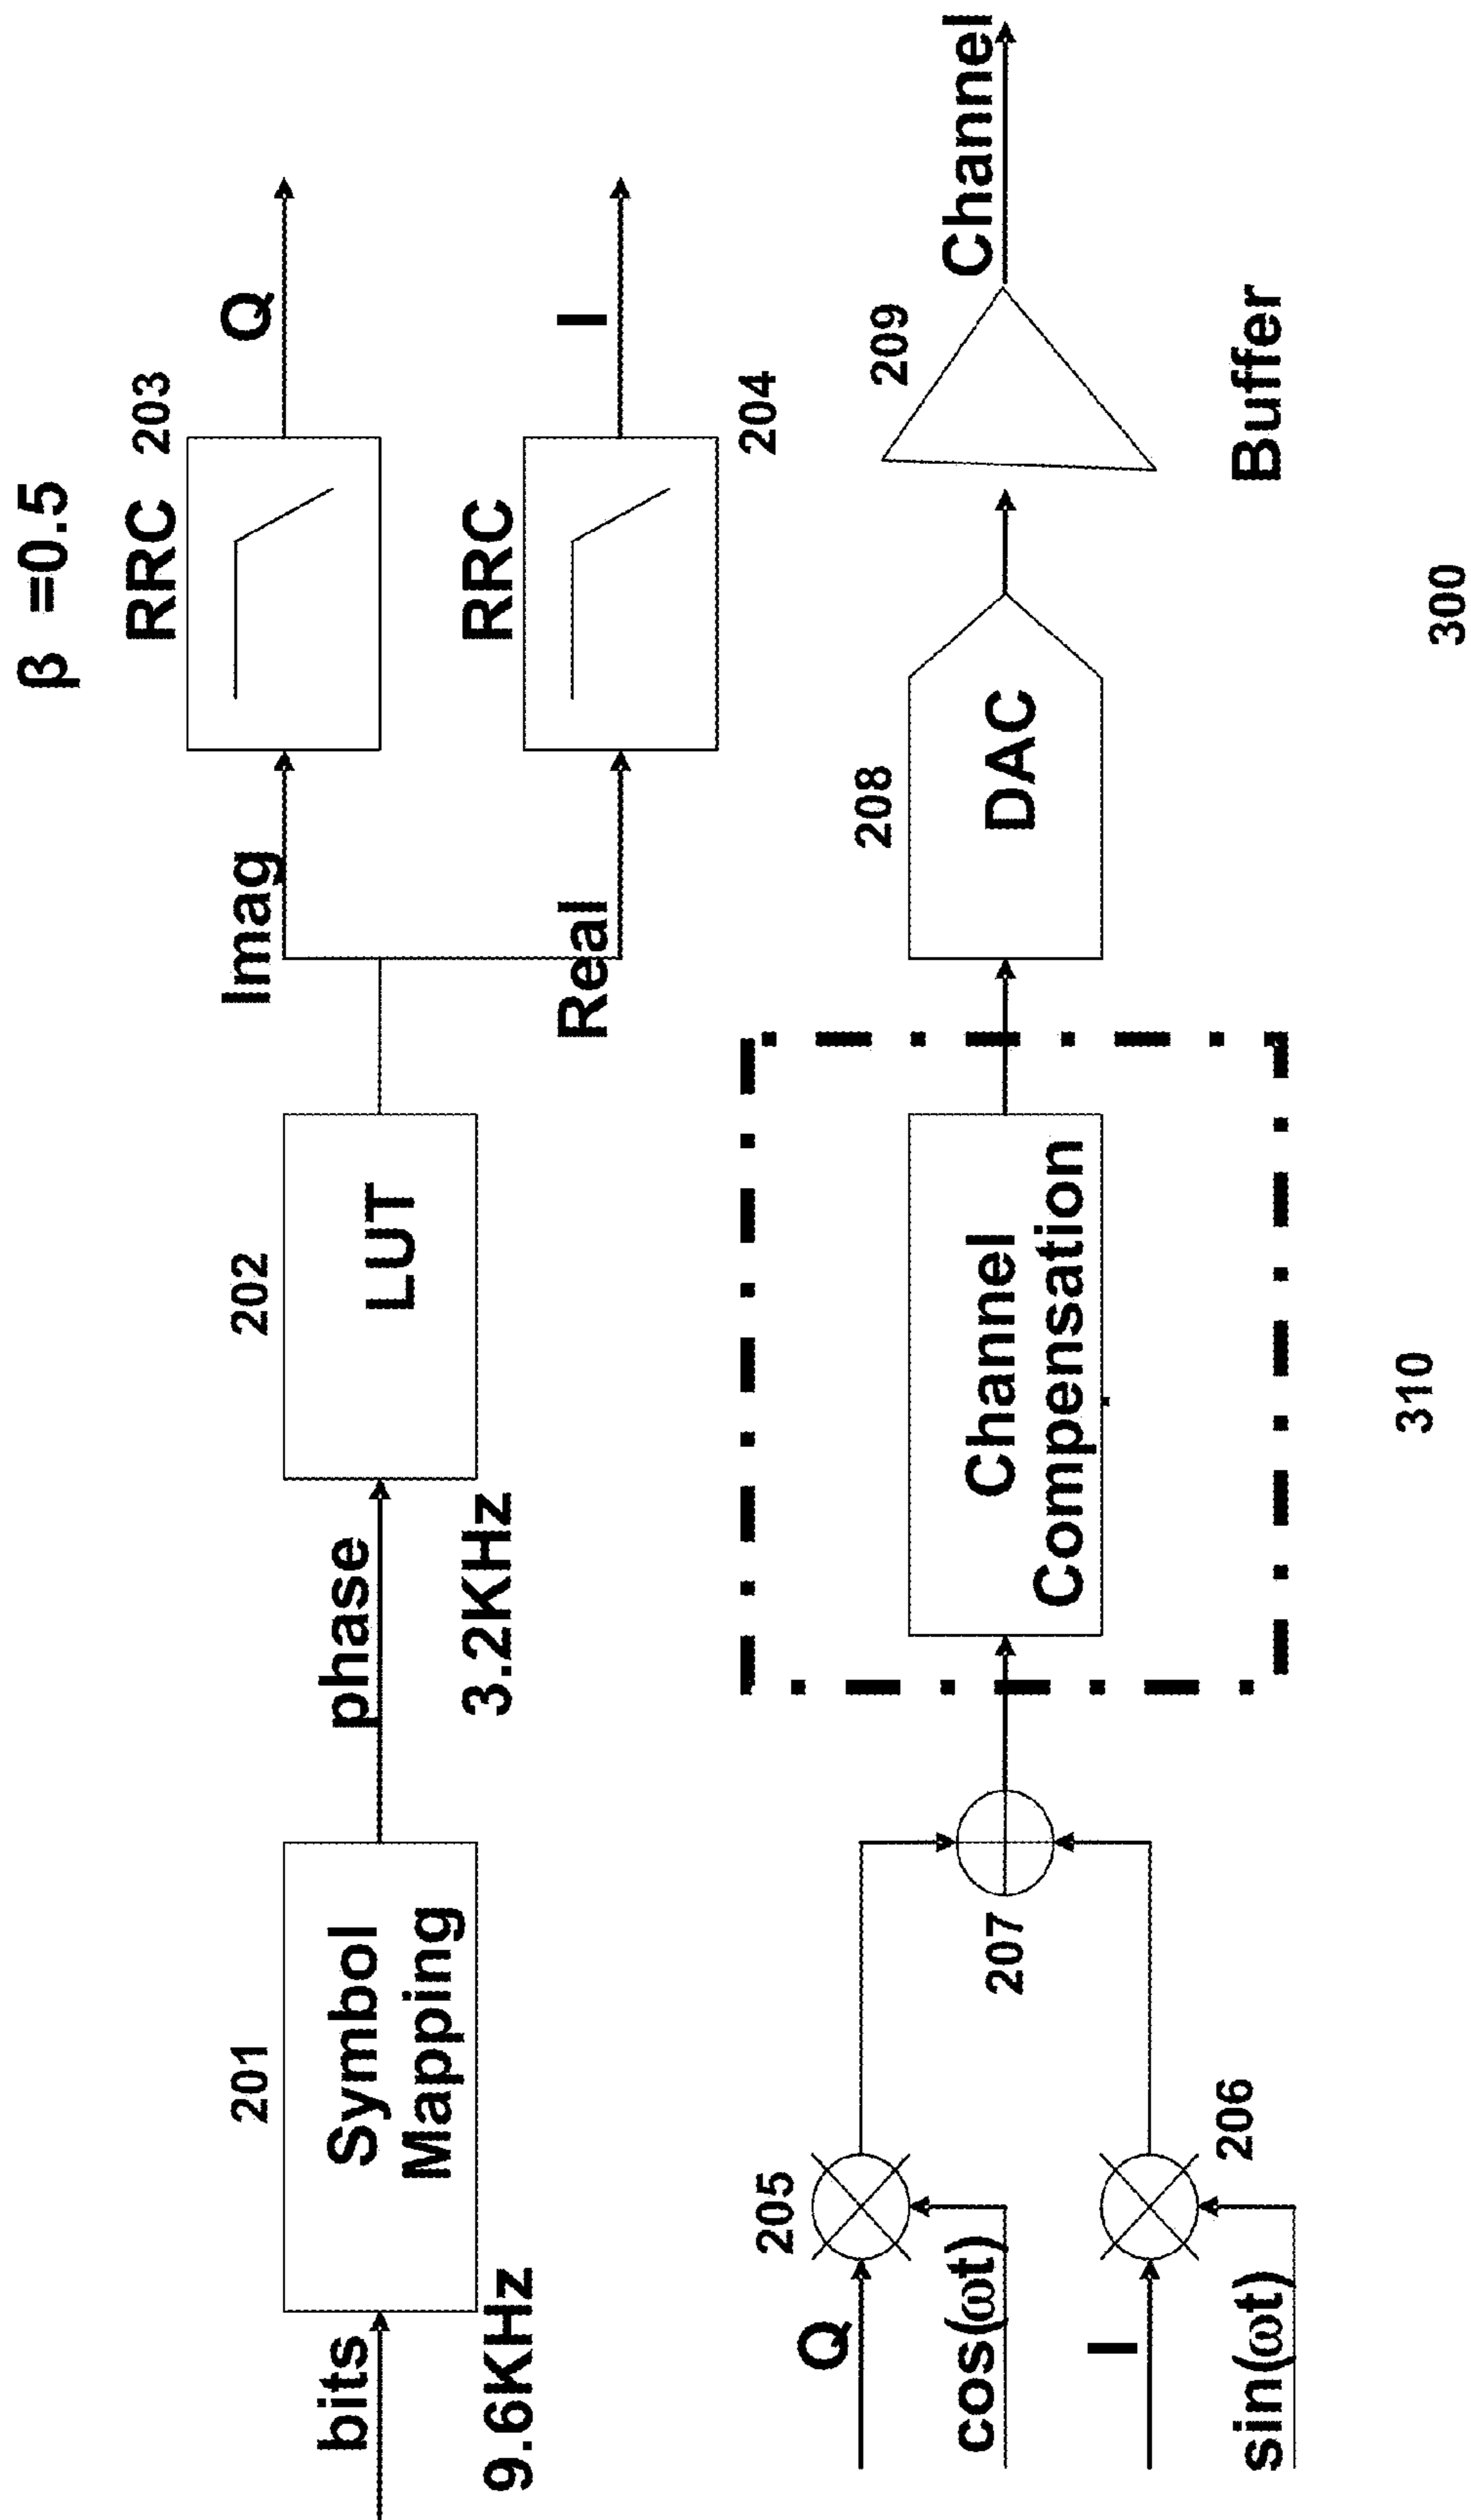 β =0.5
201
202
RRC 203
bits
Symbol
Mapping
phase
LUT
Imag
Q
9.6KHz
3.2KHz
RRC
Real
I
204
205
Q
cos(ωt)
I
sin(ωt)
206
207
Channel
Compensation
208
DAC
209
Channel
Buffer
310
300